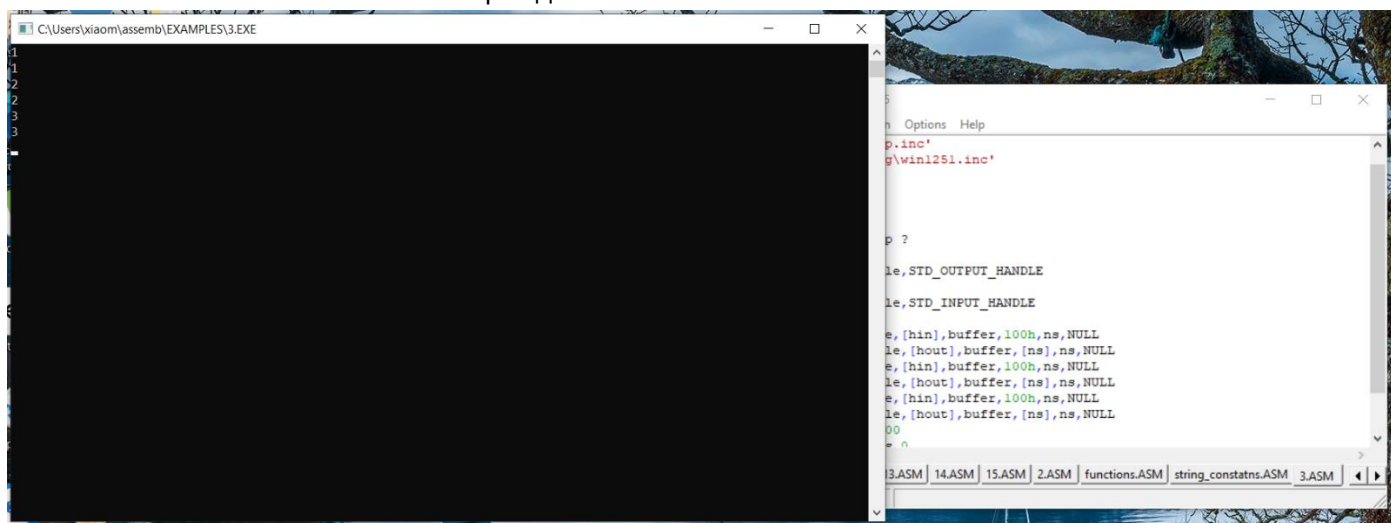 C:\Users\xiaom\assemb\EXAMPLES\3.EXE
1
1
2
2
3
3
n Options Help
p.inc'
g\win1251.inc'
p ?
le,STD_OUTPUT_HANDLE
le,STD_INPUT_HANDLE
e,[hin],buffer,100h,ns,NULL
le,[hout],buffer,[ns],ns,NULL
e,[hin],buffer,100h,ns,NULL
le,[hout],buffer,[ns],ns,NULL
e,[hin],buffer,100h,ns,NULL
le,[hout],buffer,[ns],ns,NULL
00
13.ASM 14.ASM 15.ASM 2.ASM functions.ASM string_constatns.ASM 3.ASM